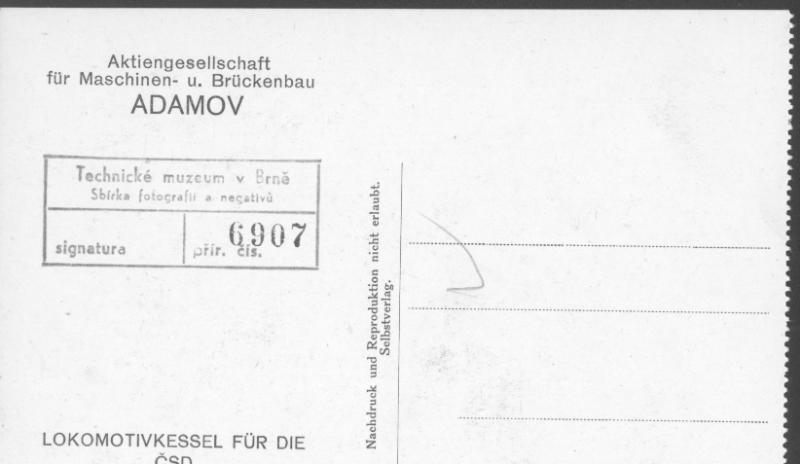 Aktiengesellschaft
für Maschinen- u. Brückenbau
ADAMOV
Technické muzeum v Brně
Sbírka fotografií a negativů
signatura
přír. čís.
6907
Nachdruck und Reproduktion nicht erlaubt.
Selbstverlag.
LOKOMOTIVKESSEL FÜR DIE
ČSD